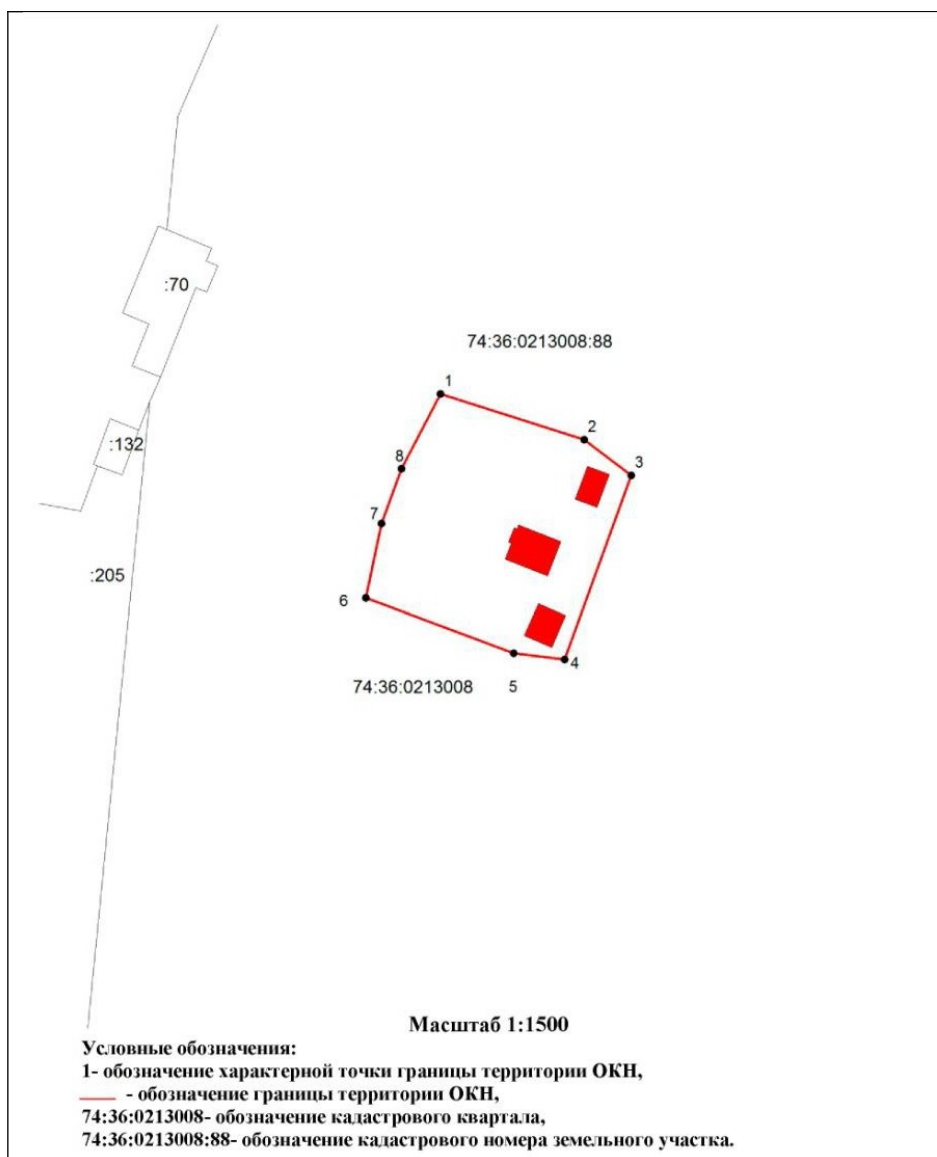 :70
74:36:0213008:88
1
2
:132
8
3
7
:205
6
4
74:36:0213008
5
Масштаб 1:1500
Условные обозначения:
1- обозначение характерной точки границы территории ОКН,
- обозначение границы территории ОКН,
74:36:0213008- обозначение кадастрового квартала,
74:36:0213008:88- обозначение кадастрового номера земельного участка.